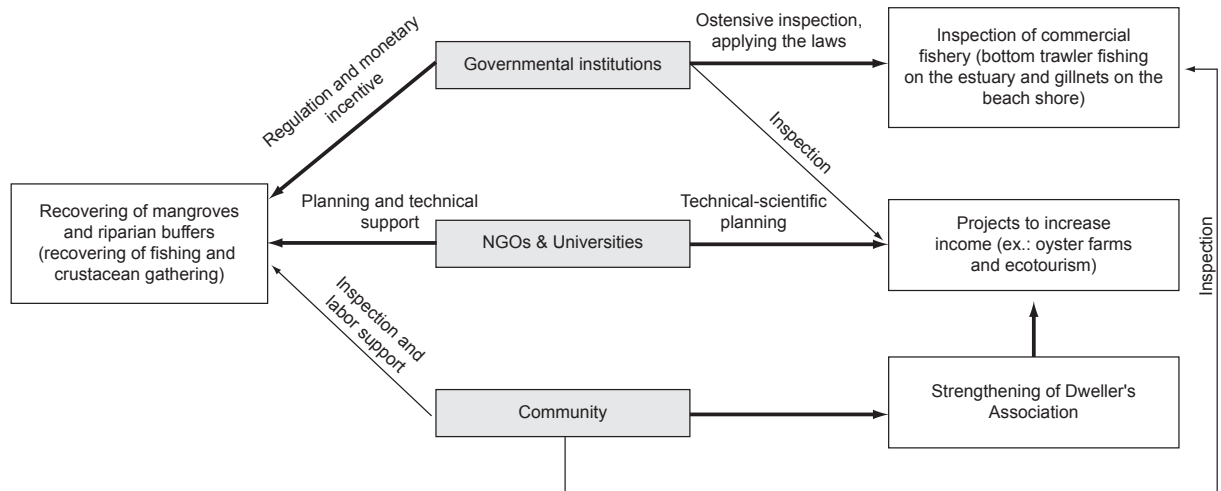 Ostensive inspection,
applying the laws
Governmental institutions
Inspection of commercial
fishery (bottom trawler fishing
on the estuary and gillnets on the
beach shore)
Regulation and monetary
incentive
Inspection
Recovering of mangroves
and riparian buffers
(recovering of fishing and
crustacean gathering)
Planning and technical
support
NGOs & Universities
Technical-scientific
planning
Projects to increase
income (ex.: oyster farms
and ecotourism)
Inspection
Inspection and
labor support
Community
Strengthening of Dweller's
Association